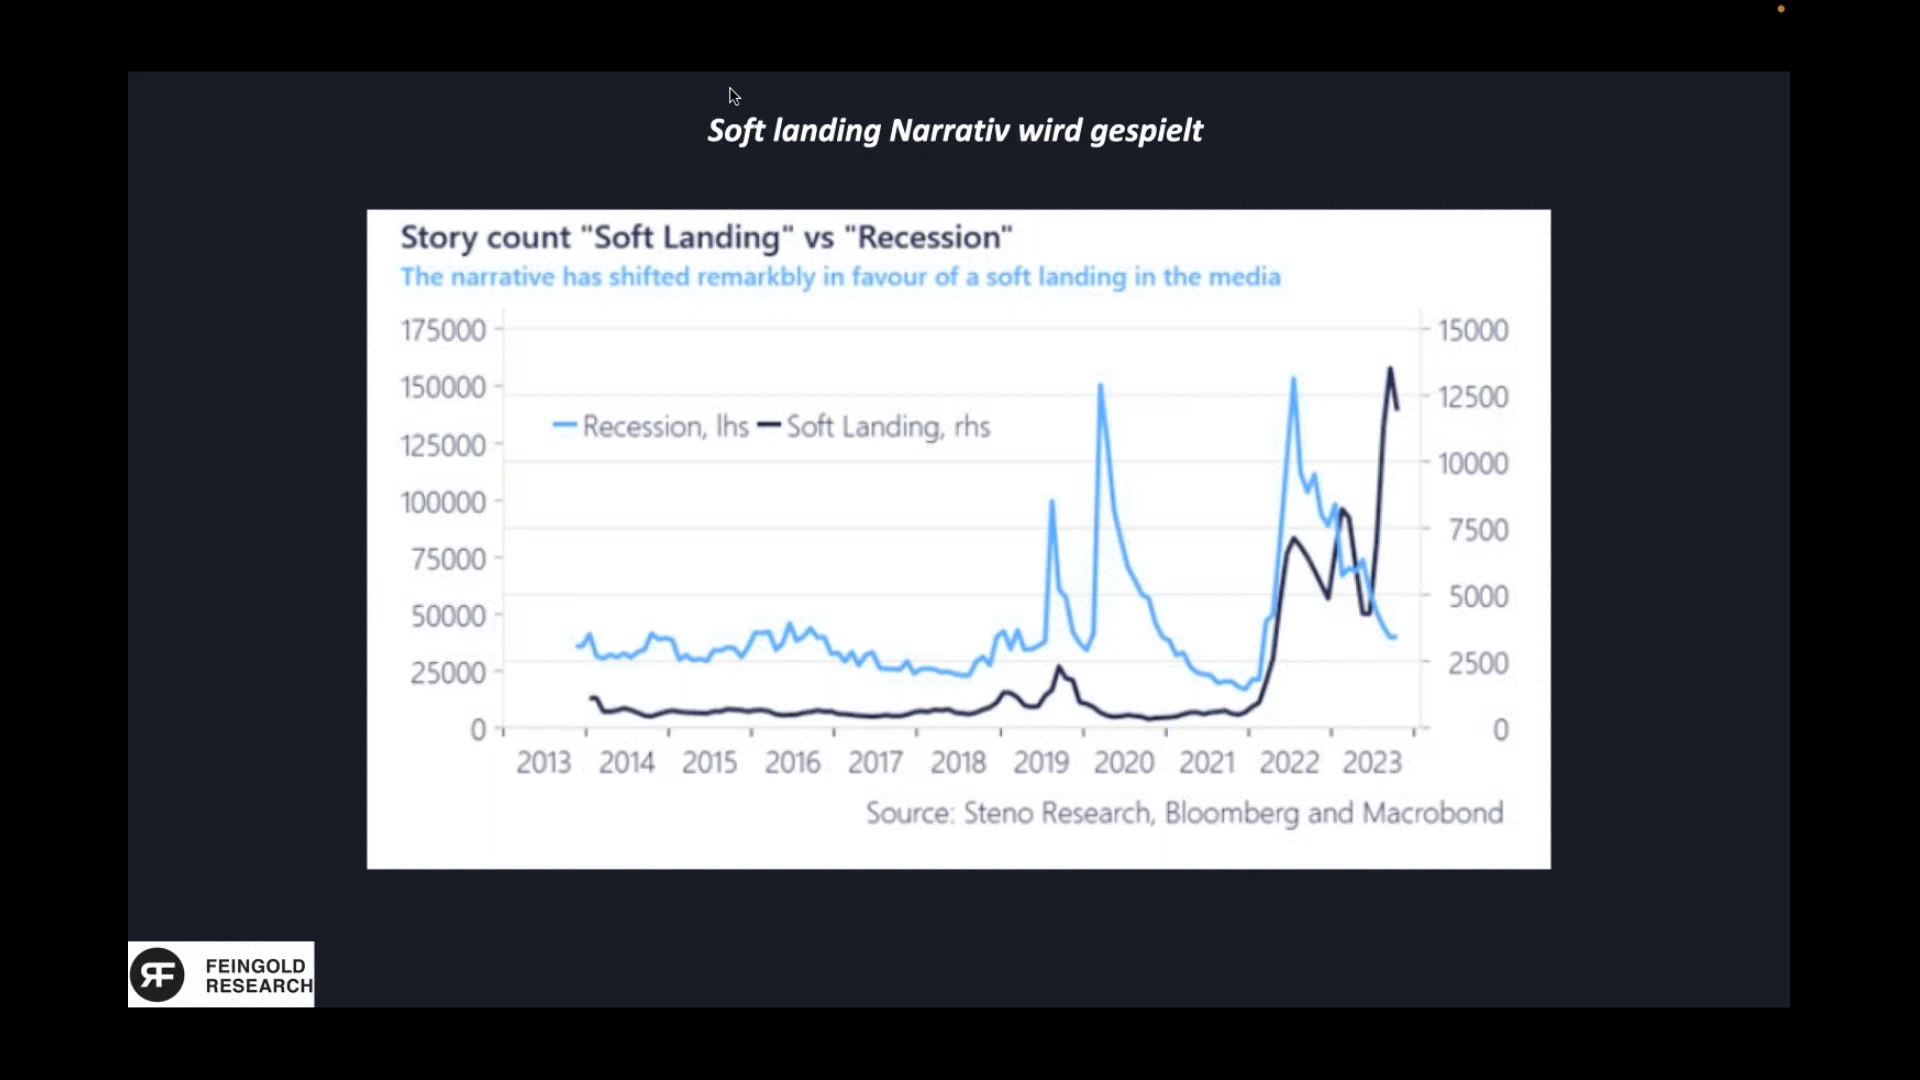 Soft landing Narrativ wird gespielt
Story count "Soft Landing" vs "Recession"
The narrative has shifted remarkbly in favour of a soft landing in the media
175000
150000
125000
100000
75000
50000
25000
0
Recession, lhs
Soft Landing, rhs
15000
12500
10000
7500
5000
2500
0
2013 2014 2015 2016 2017 2018 2019 2020 2021 2022 2023
Source: Steno Research, Bloomberg and Macrobond
RF
FEINGOLD
RESEARCH